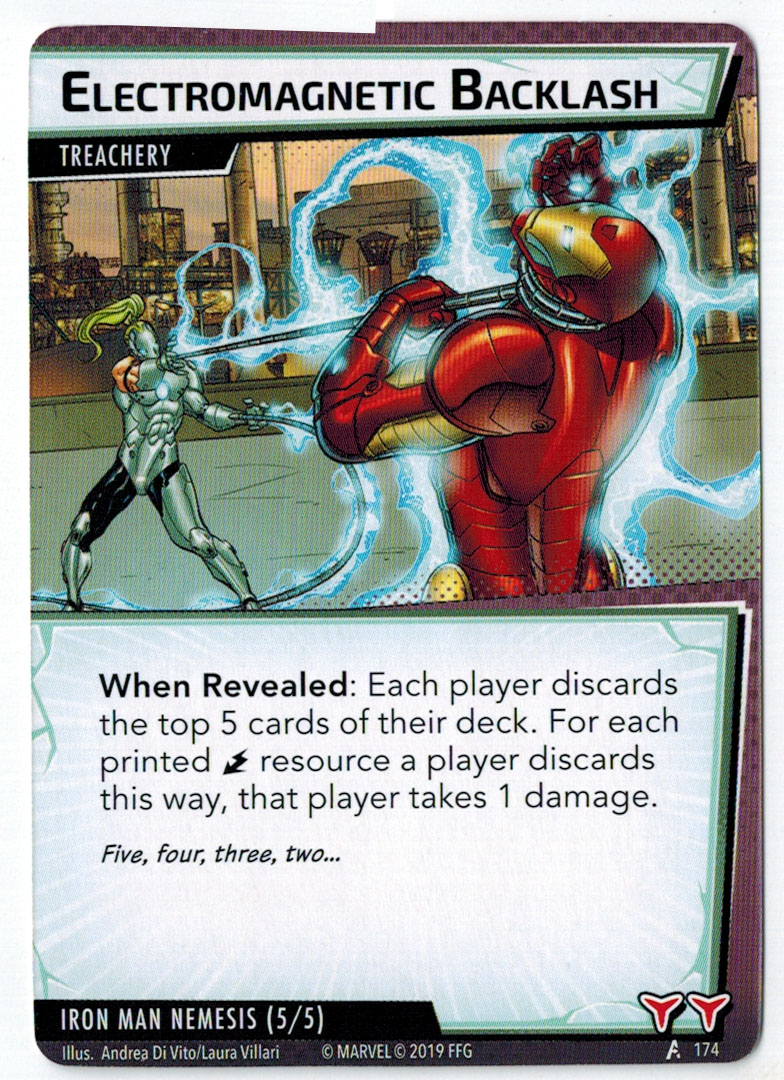 ELECTROMAGNETIC BACKLASH
TREACHERY
When Revealed: Each player discards
the top 5 cards of their deck. For each
printed resource a player discards
this way, that player takes 1 damage.
Five, four, three, two...
IRON MAN NEMESIS (5/5)
Illus. Andrea Di Vito/Laura Villari © MARVEL © 2019 FFG 174